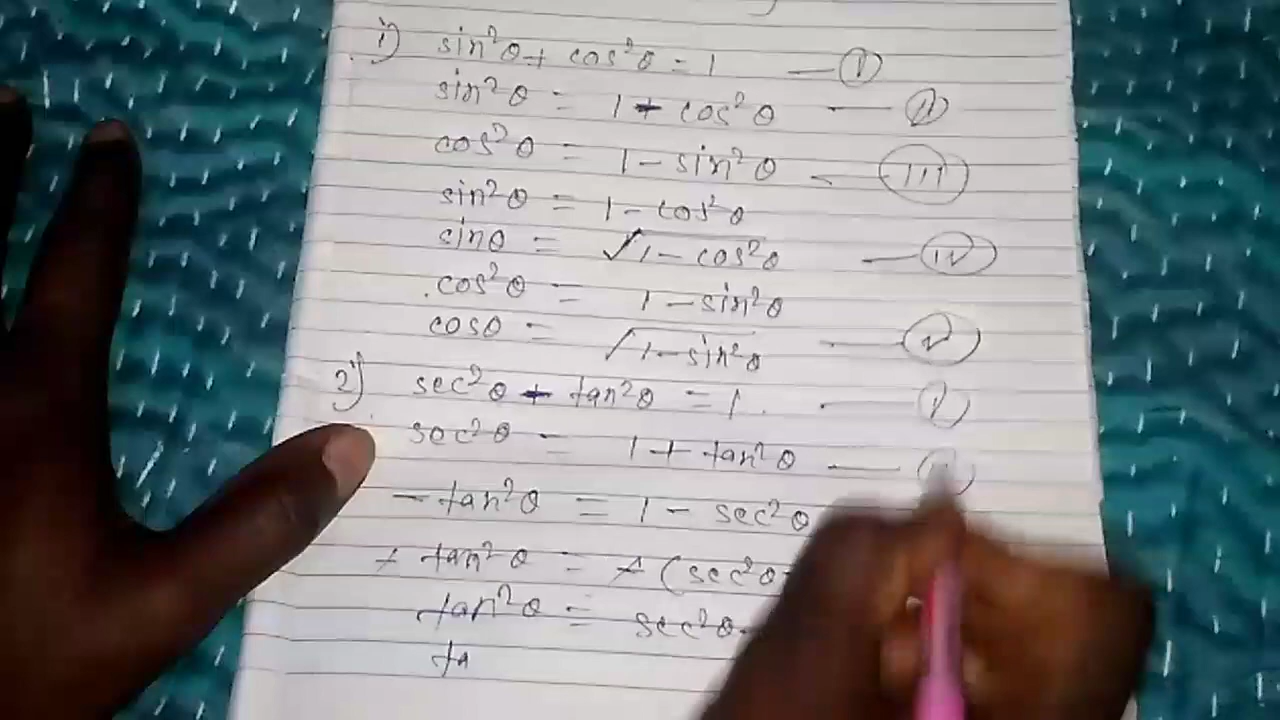 i) sin²θ + cos²θ = 1 — (I)
sin²θ = 1 + cos²θ — (II)
cos²θ = 1 - sin²θ — (III)
sin²θ = 1 - cos²θ
sinθ = √1 - cos²θ — (IV)
cos²θ = 1 - sin²θ
cosθ = √1 - sin²θ — (V)
2) sec²θ + tan²θ = 1 — (I)
sec²θ = 1 + tan²θ —
- tan²θ = 1 - sec²θ
+ tan²θ = + (sec²θ -
tan²θ = sec²θ -
ta